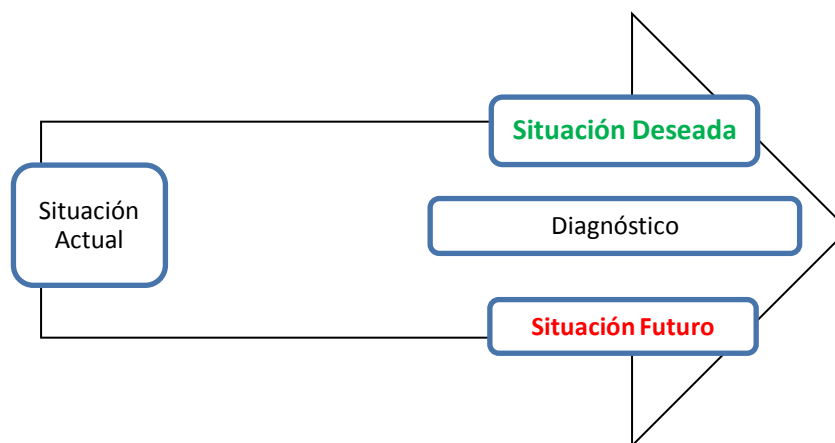 Situación Deseada
Situación
Actual
Diagnóstico
Situación Futuro